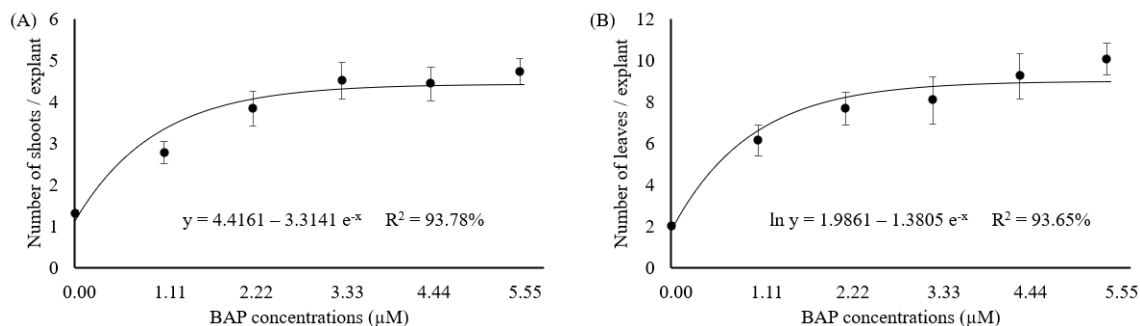 (A)
6
5
4
3
2
1
0
Number of shoots / explant
y = 4.4161 – 3.3141 e-x R2 = 93.78%
0.00 1.11 2.22 3.33 4.44 5.55
BAP concentrations (µM)
(B)
12
10
8
6
4
2
0
Number of leaves / explant
ln y = 1.9861 – 1.3805 e-x R2 = 93.65%
0.00 1.11 2.22 3.33 4.44 5.55
BAP concentrations (µM)